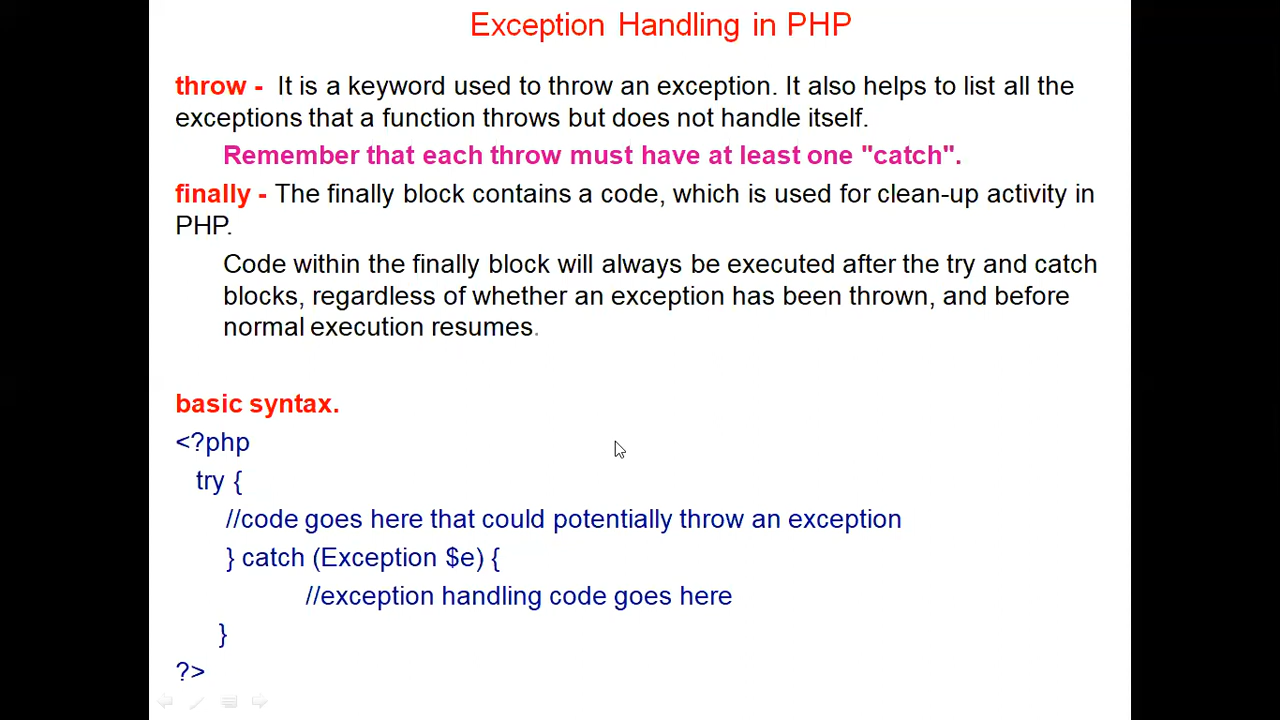 Exception Handling in PHP
throw - It is a keyword used to throw an exception. It also helps to list all the
exceptions that a function throws but does not handle itself.
Remember that each throw must have at least one "catch".
finally - The finally block contains a code, which is used for clean-up activity in
PHP.
Code within the finally block will always be executed after the try and catch
blocks, regardless of whether an exception has been thrown, and before
normal execution resumes.
basic syntax.
<?php
try {
//code goes here that could potentially throw an exception
} catch (Exception $e) {
//exception handling code goes here
}
?>